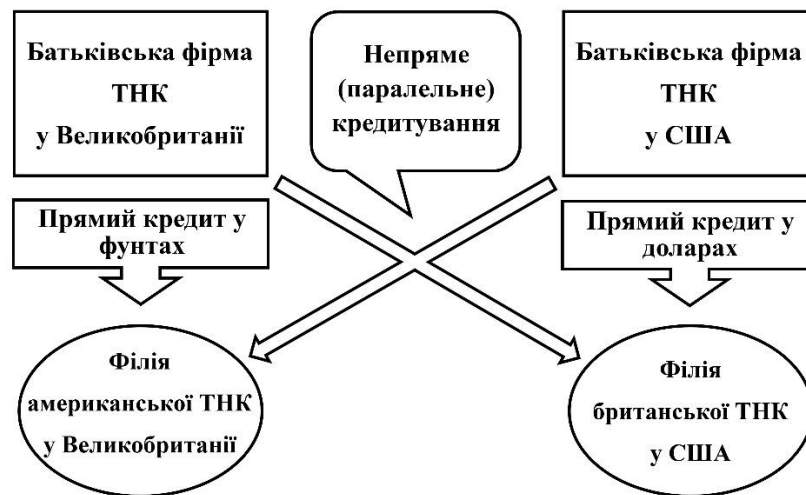 Батьківська фірма
ТНК
у Великобританії
Непряме
(паралельне)
кредитування
Батьківська фірма
ТНК
у США
Прямий кредит у
фунтах
Прямий кредит у
доларах
Філія
американської ТНК
у Великобританії
Філія
британської ТНК
у США